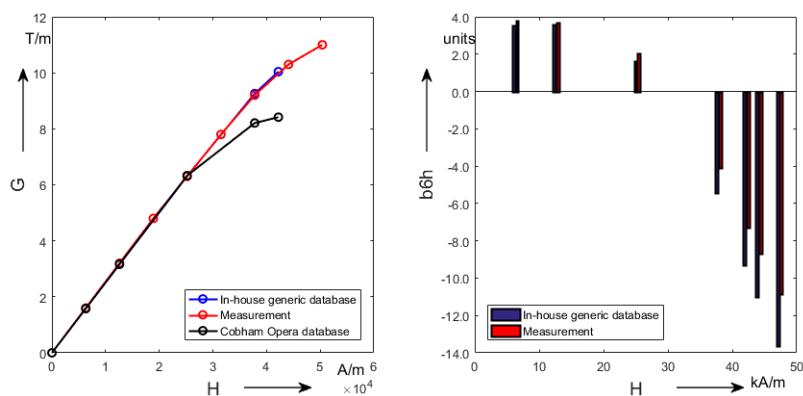 12
T/m
10
8
G
6
4
2
0
In-house generic database
Measurement
Cobham Opera database
0 1 2 3 4 5 6
A/m
×10^4
H
4.0
units
2.0
0.0
-2.0
-4.0
b6h
-6.0
-8.0
-10.0
-12.0
-14.0
In-house generic database
Measurement
0 10 20 30 40 50
H
kA/m